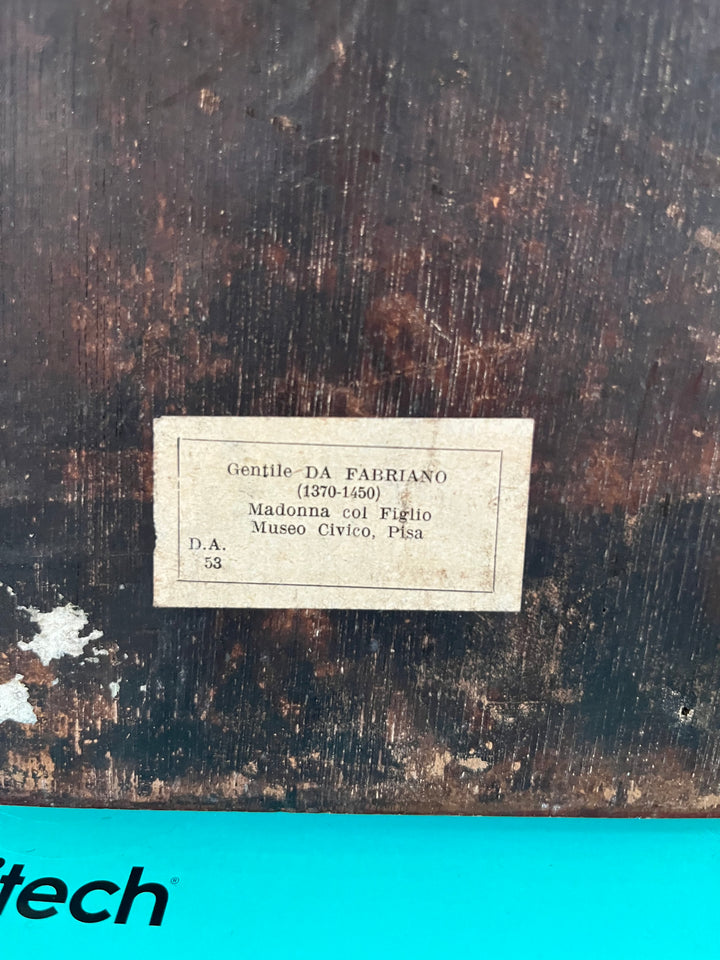 Gentile DA FABRIANO
(1370-1450)
Madonna col Figlio
Museo Civico, Pisa
D.A.
53
itech®